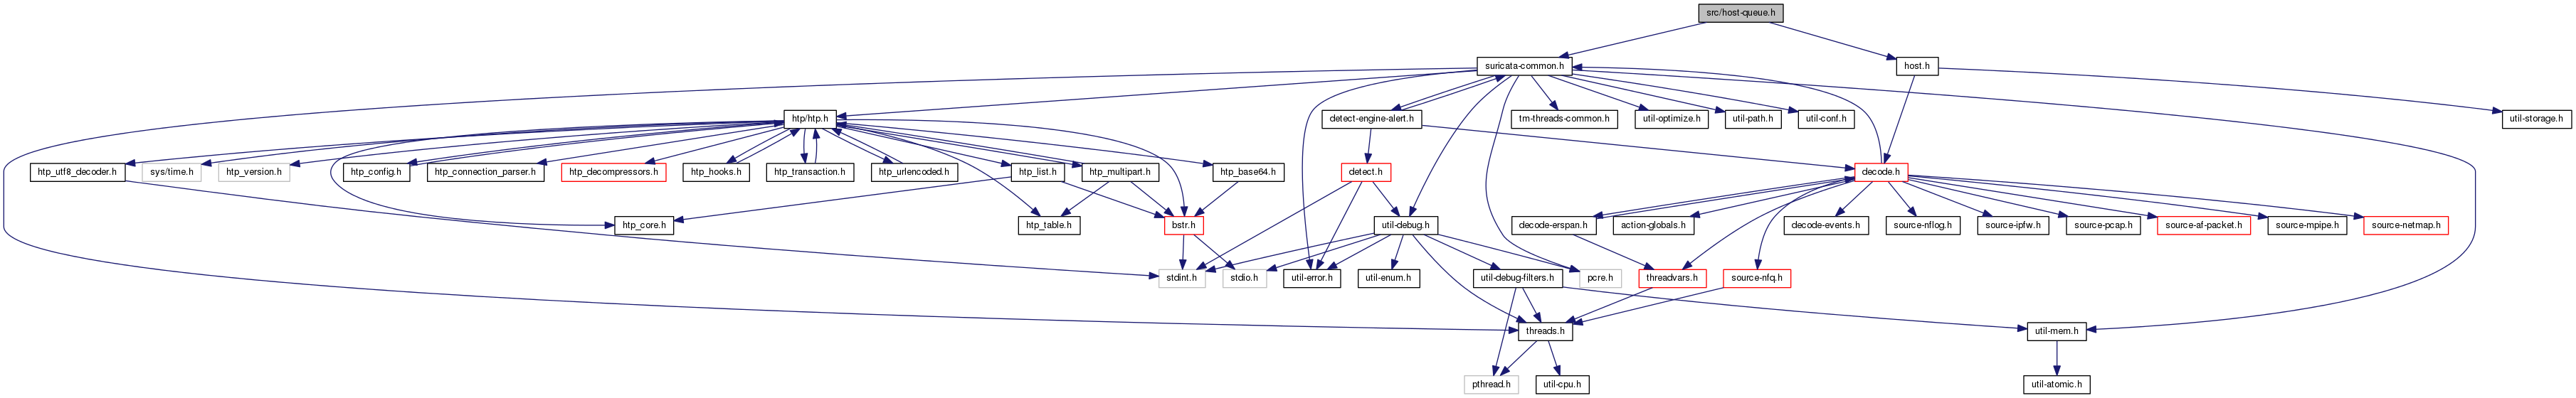 src/host-queue.h
suricata-common.h
host.h
htp/htp.h
detect-engine-alert.h
tm-threads-common.h
util-optimize.h
util-path.h
util-conf.h
util-storage.h
htp_utf8_decoder.h
sys/time.h
htp_version.h
htp_config.h
htp_connection_parser.h
htp_decompressors.h
htp_hooks.h
htp_transaction.h
htp_urlencoded.h
htp_list.h
htp_multipart.h
htp_base64.h
detect.h
decode.h
htp_core.h
htp_table.h
bstr.h
util-debug.h
decode-erspan.h
action-globals.h
decode-events.h
source-nflog.h
source-ipfw.h
source-pcap.h
source-af-packet.h
source-mpipe.h
source-netmap.h
stdint.h
stdio.h
util-error.h
util-enum.h
util-debug-filters.h
pcre.h
threadvars.h
source-nfq.h
threads.h
util-mem.h
pthread.h
util-cpu.h
util-atomic.h